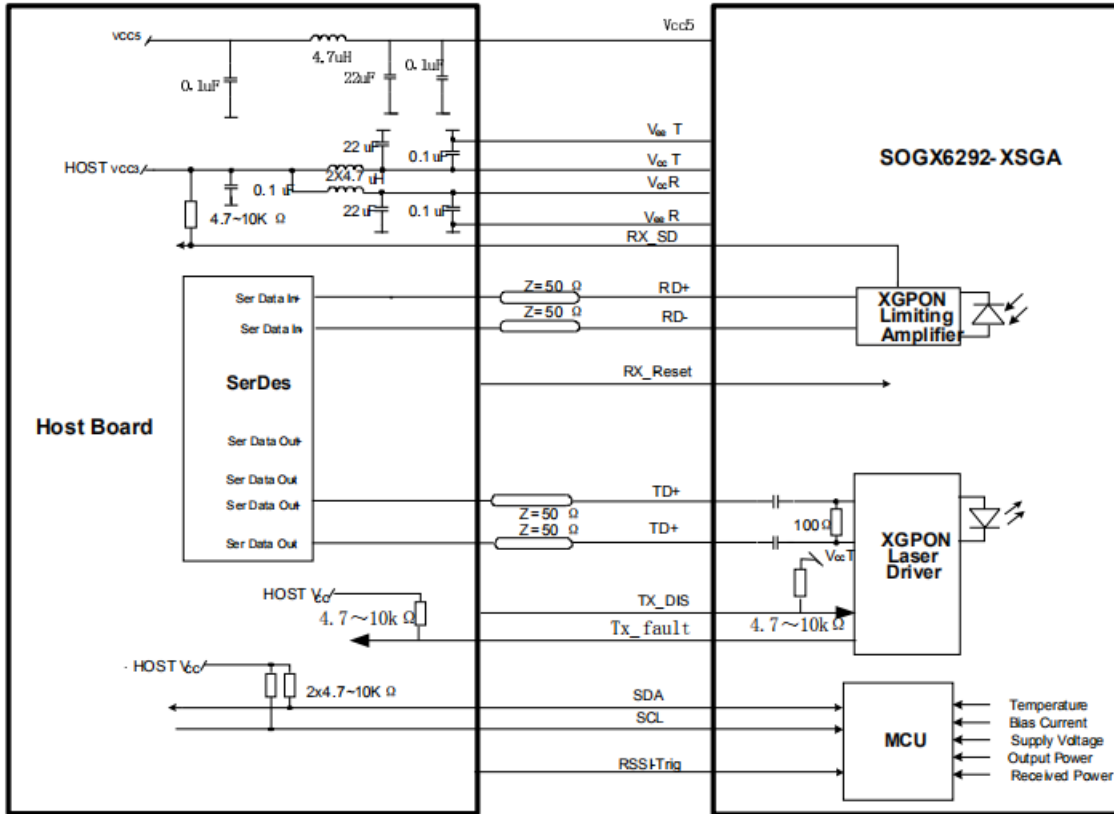 VCC5
Vcc5
4.7uH
0.1uF
22uF
0.1uF
Vee T
22 uF
0.1 uF
HOST VCC3
Vcc T
SOGX6292-XSGA
2X4.7 uH
0.1 uF
Vcc R
4.7~10K Ω
22 uF
0.1 uF
Vee R
RX_SD
Ser Data In+
Z=50 Ω
RD+
XGPON
Limiting
Amplifier
Z=50 Ω
Ser Data In+
RD-
SerDes
RX_Reset
Host Board
Ser Data Out+
Ser Data Out
Ser Data Out+
TD+
Z=50 Ω
100Ω
Z=50 Ω
Ser Data Out
TD+
XGPON
Laser
Driver
Vcc T
HOST Vcc
TX_DIS
4.7~10k Ω
Tx_fault
4.7~10k Ω
HOST Vcc
2x4.7~10K Ω
SDA
SCL
MCU
Temperature
Bias Current
Supply Voltage
Output Power
Received Power
RSSI-Trig